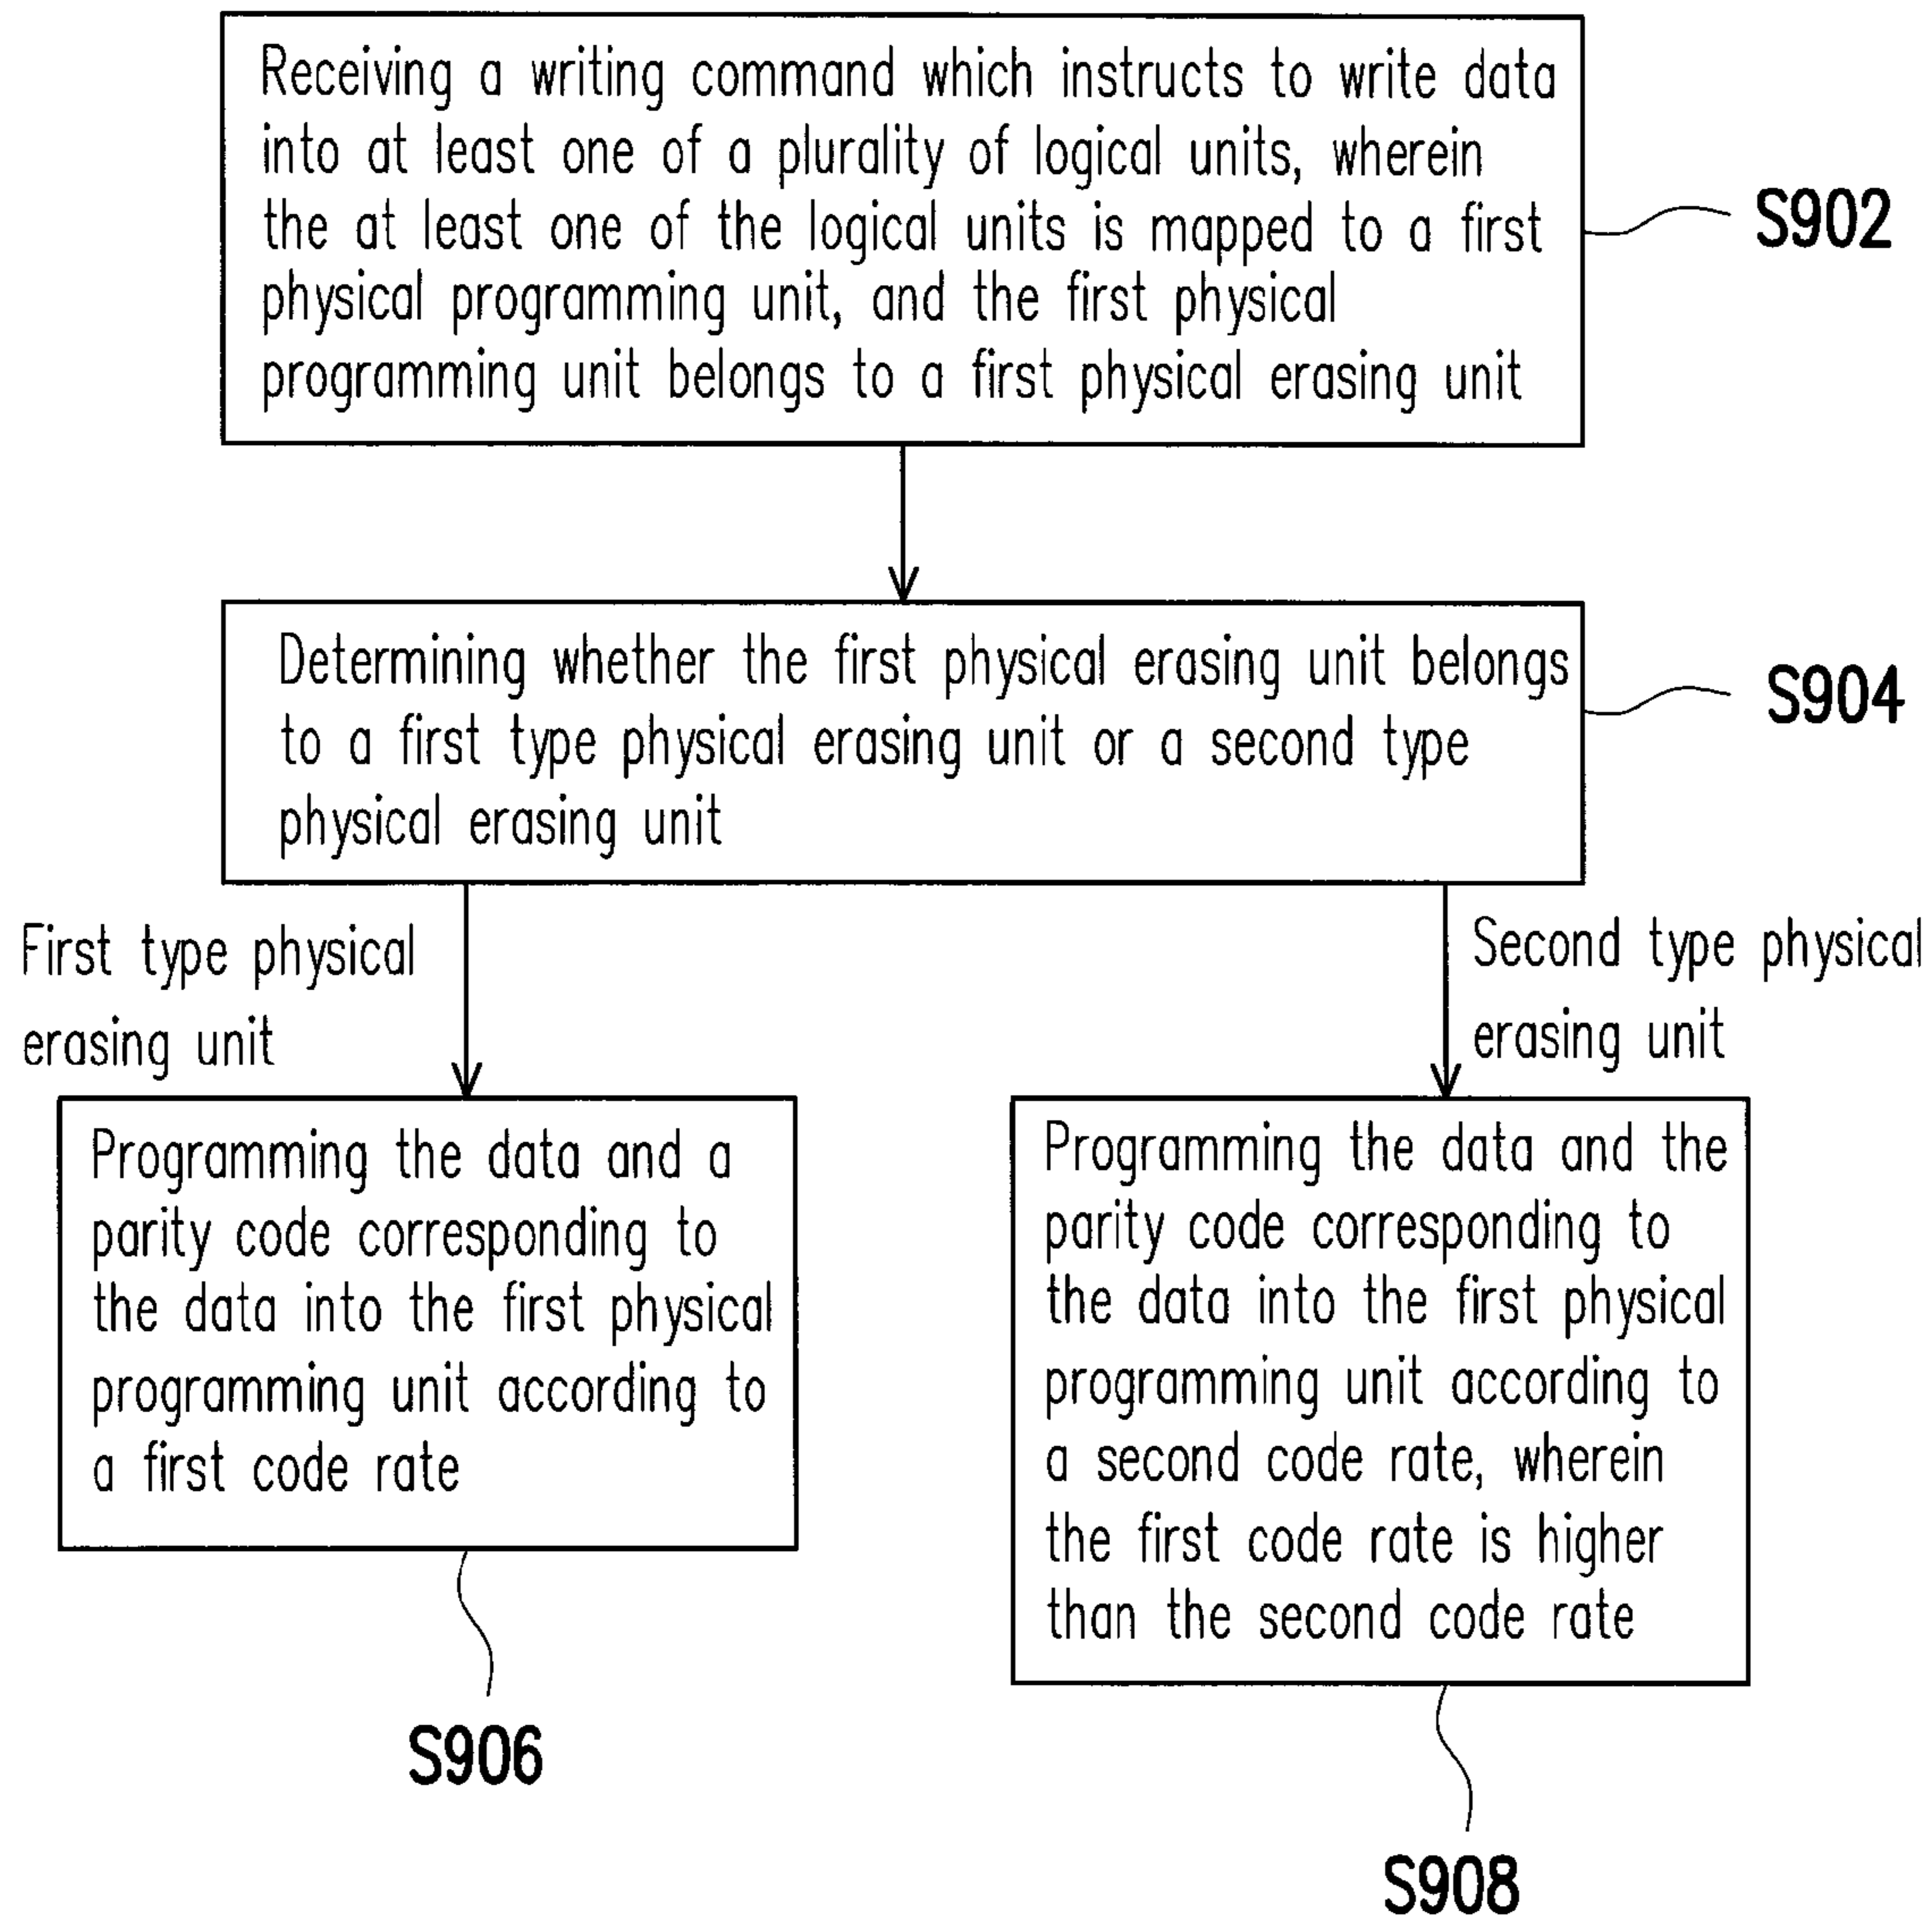 Receiving a writing command which instructs to write data
into at least one of a plurality of logical units, wherein
the at least one of the logical units is mapped to a first
physical programming unit, and the first physical
programming unit belongs to a first physical erasing unit
S902
Determining whether the first physical erasing unit belongs
to a first type physical erasing unit or a second type
physical erasing unit
S904
First type physical
erasing unit
Second type physical
erasing unit
Programming the data and a
parity code corresponding to
the data into the first physical
programming unit according to
a first code rate
S906
Programming the data and the
parity code corresponding to
the data into the first physical
programming unit according to
a second code rate, wherein
the first code rate is higher
than the second code rate
S908